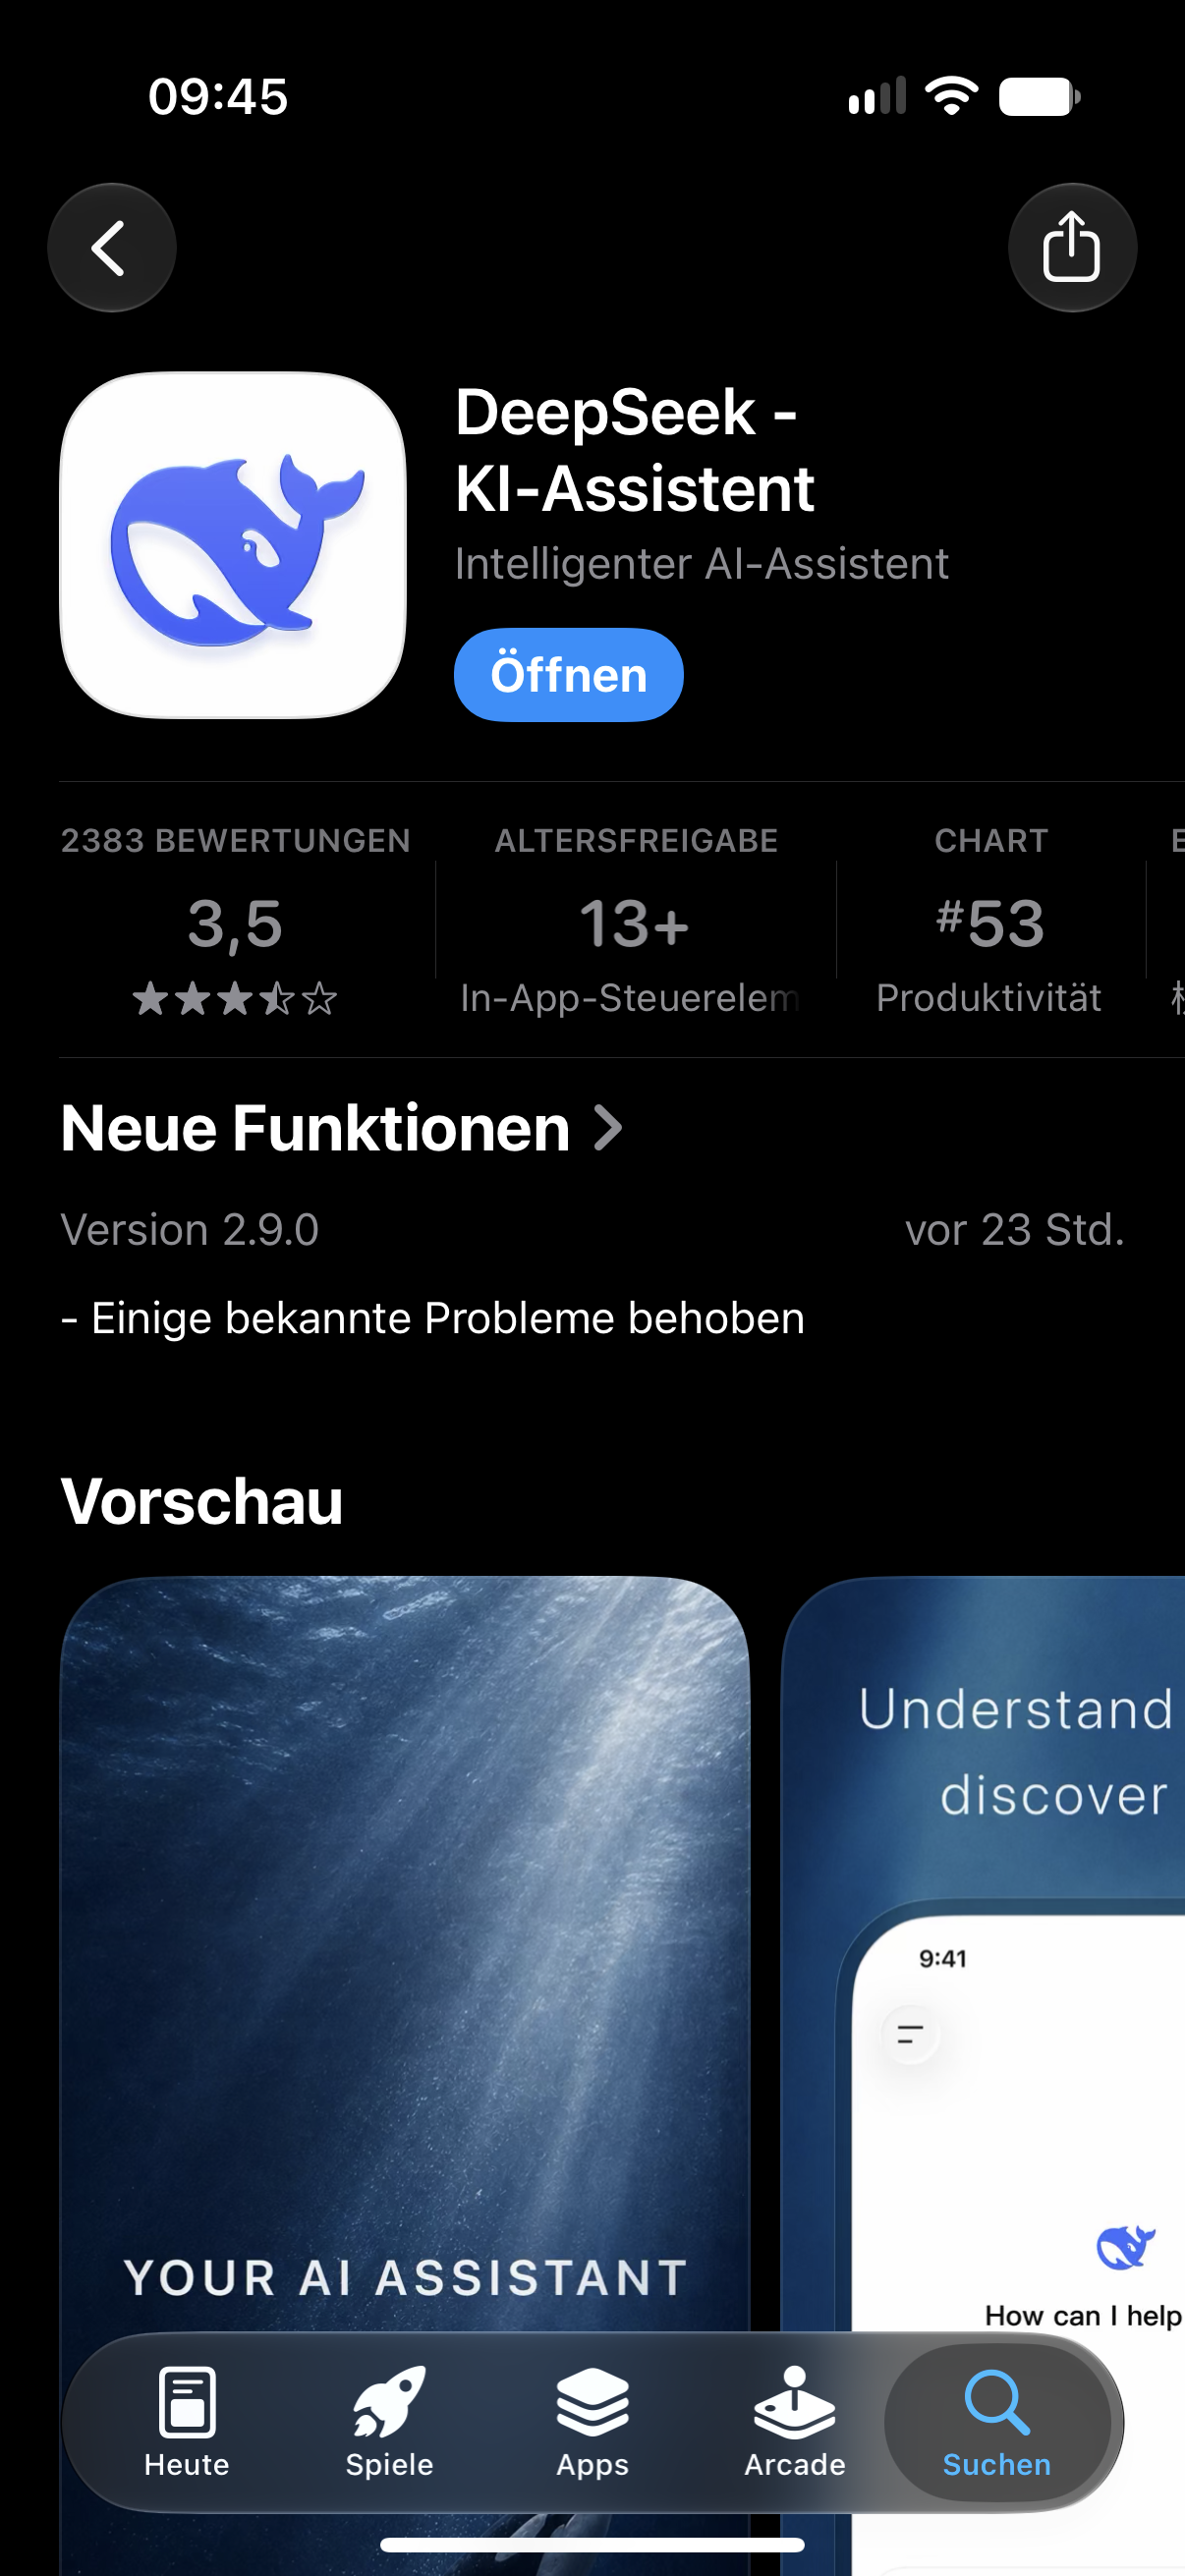 09:45
DeepSeek -
KI-Assistent
Intelligenter AI-Assistent
Öffnen
2383 BEWERTUNGEN
3,5
ALTERSFREIGABE
13+
In-App-Steuerelem
CHART
#53
Produktivität
Neue Funktionen
Version 2.9.0
vor 23 Std.
- Einige bekannte Probleme behoben
Vorschau
YOUR AI ASSISTANT
Understand
discover
9:41
How can I help
Heute
Spiele
Apps
Arcade
Suchen